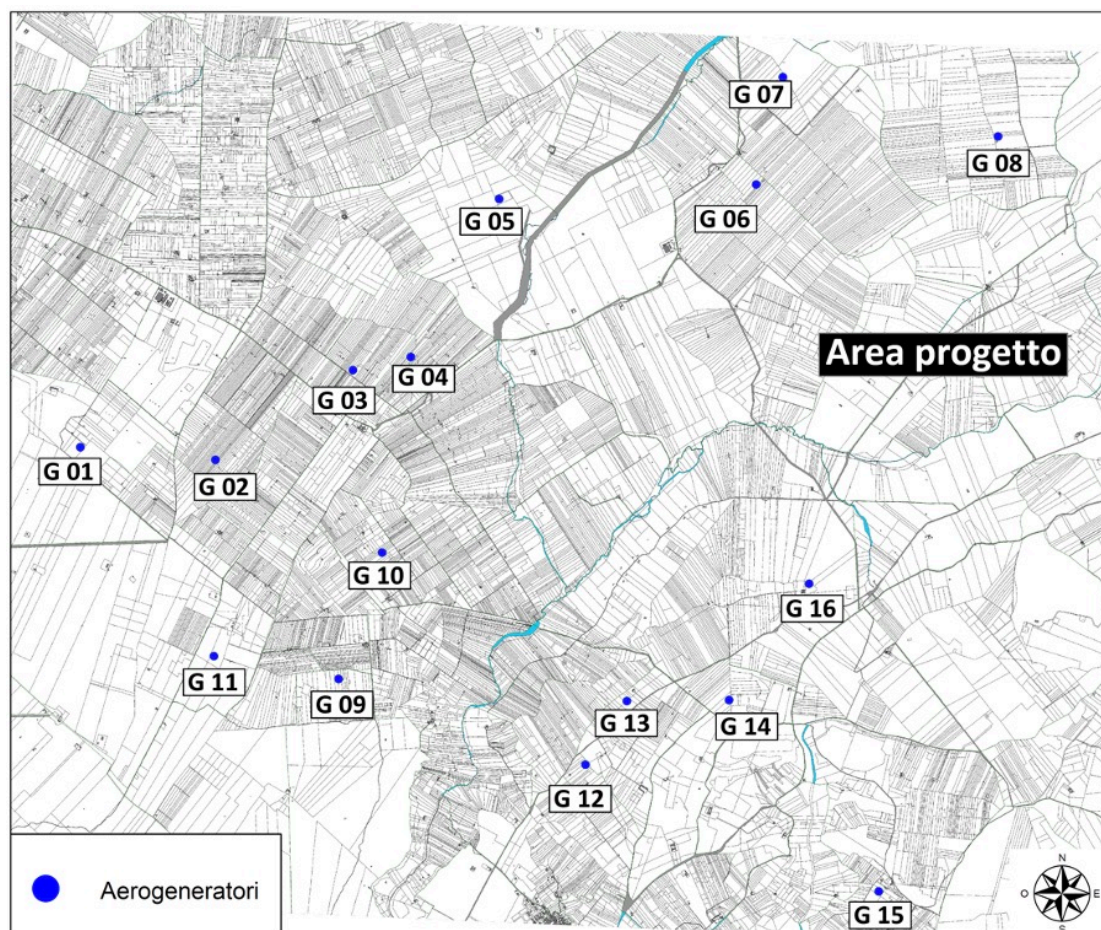 G 07
G 08
G 05
G 06
Area progetto
G 04
G 03
G 01
G 02
G 10
G 16
G 11
G 09
G 13
G 14
G 12
Aerogeneratori
G 15
N
O
E
S